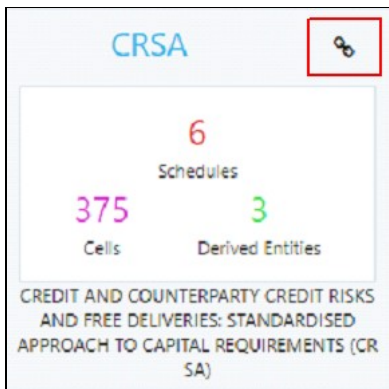 CRSA
6
Schedules
375 3
Cells Derived Entities
CREDIT AND COUNTERPARTY CREDIT RISKS
AND FREE DELIVERIES: STANDARDISED
APPROACH TO CAPITAL REQUIREMENTS (CR
SA)